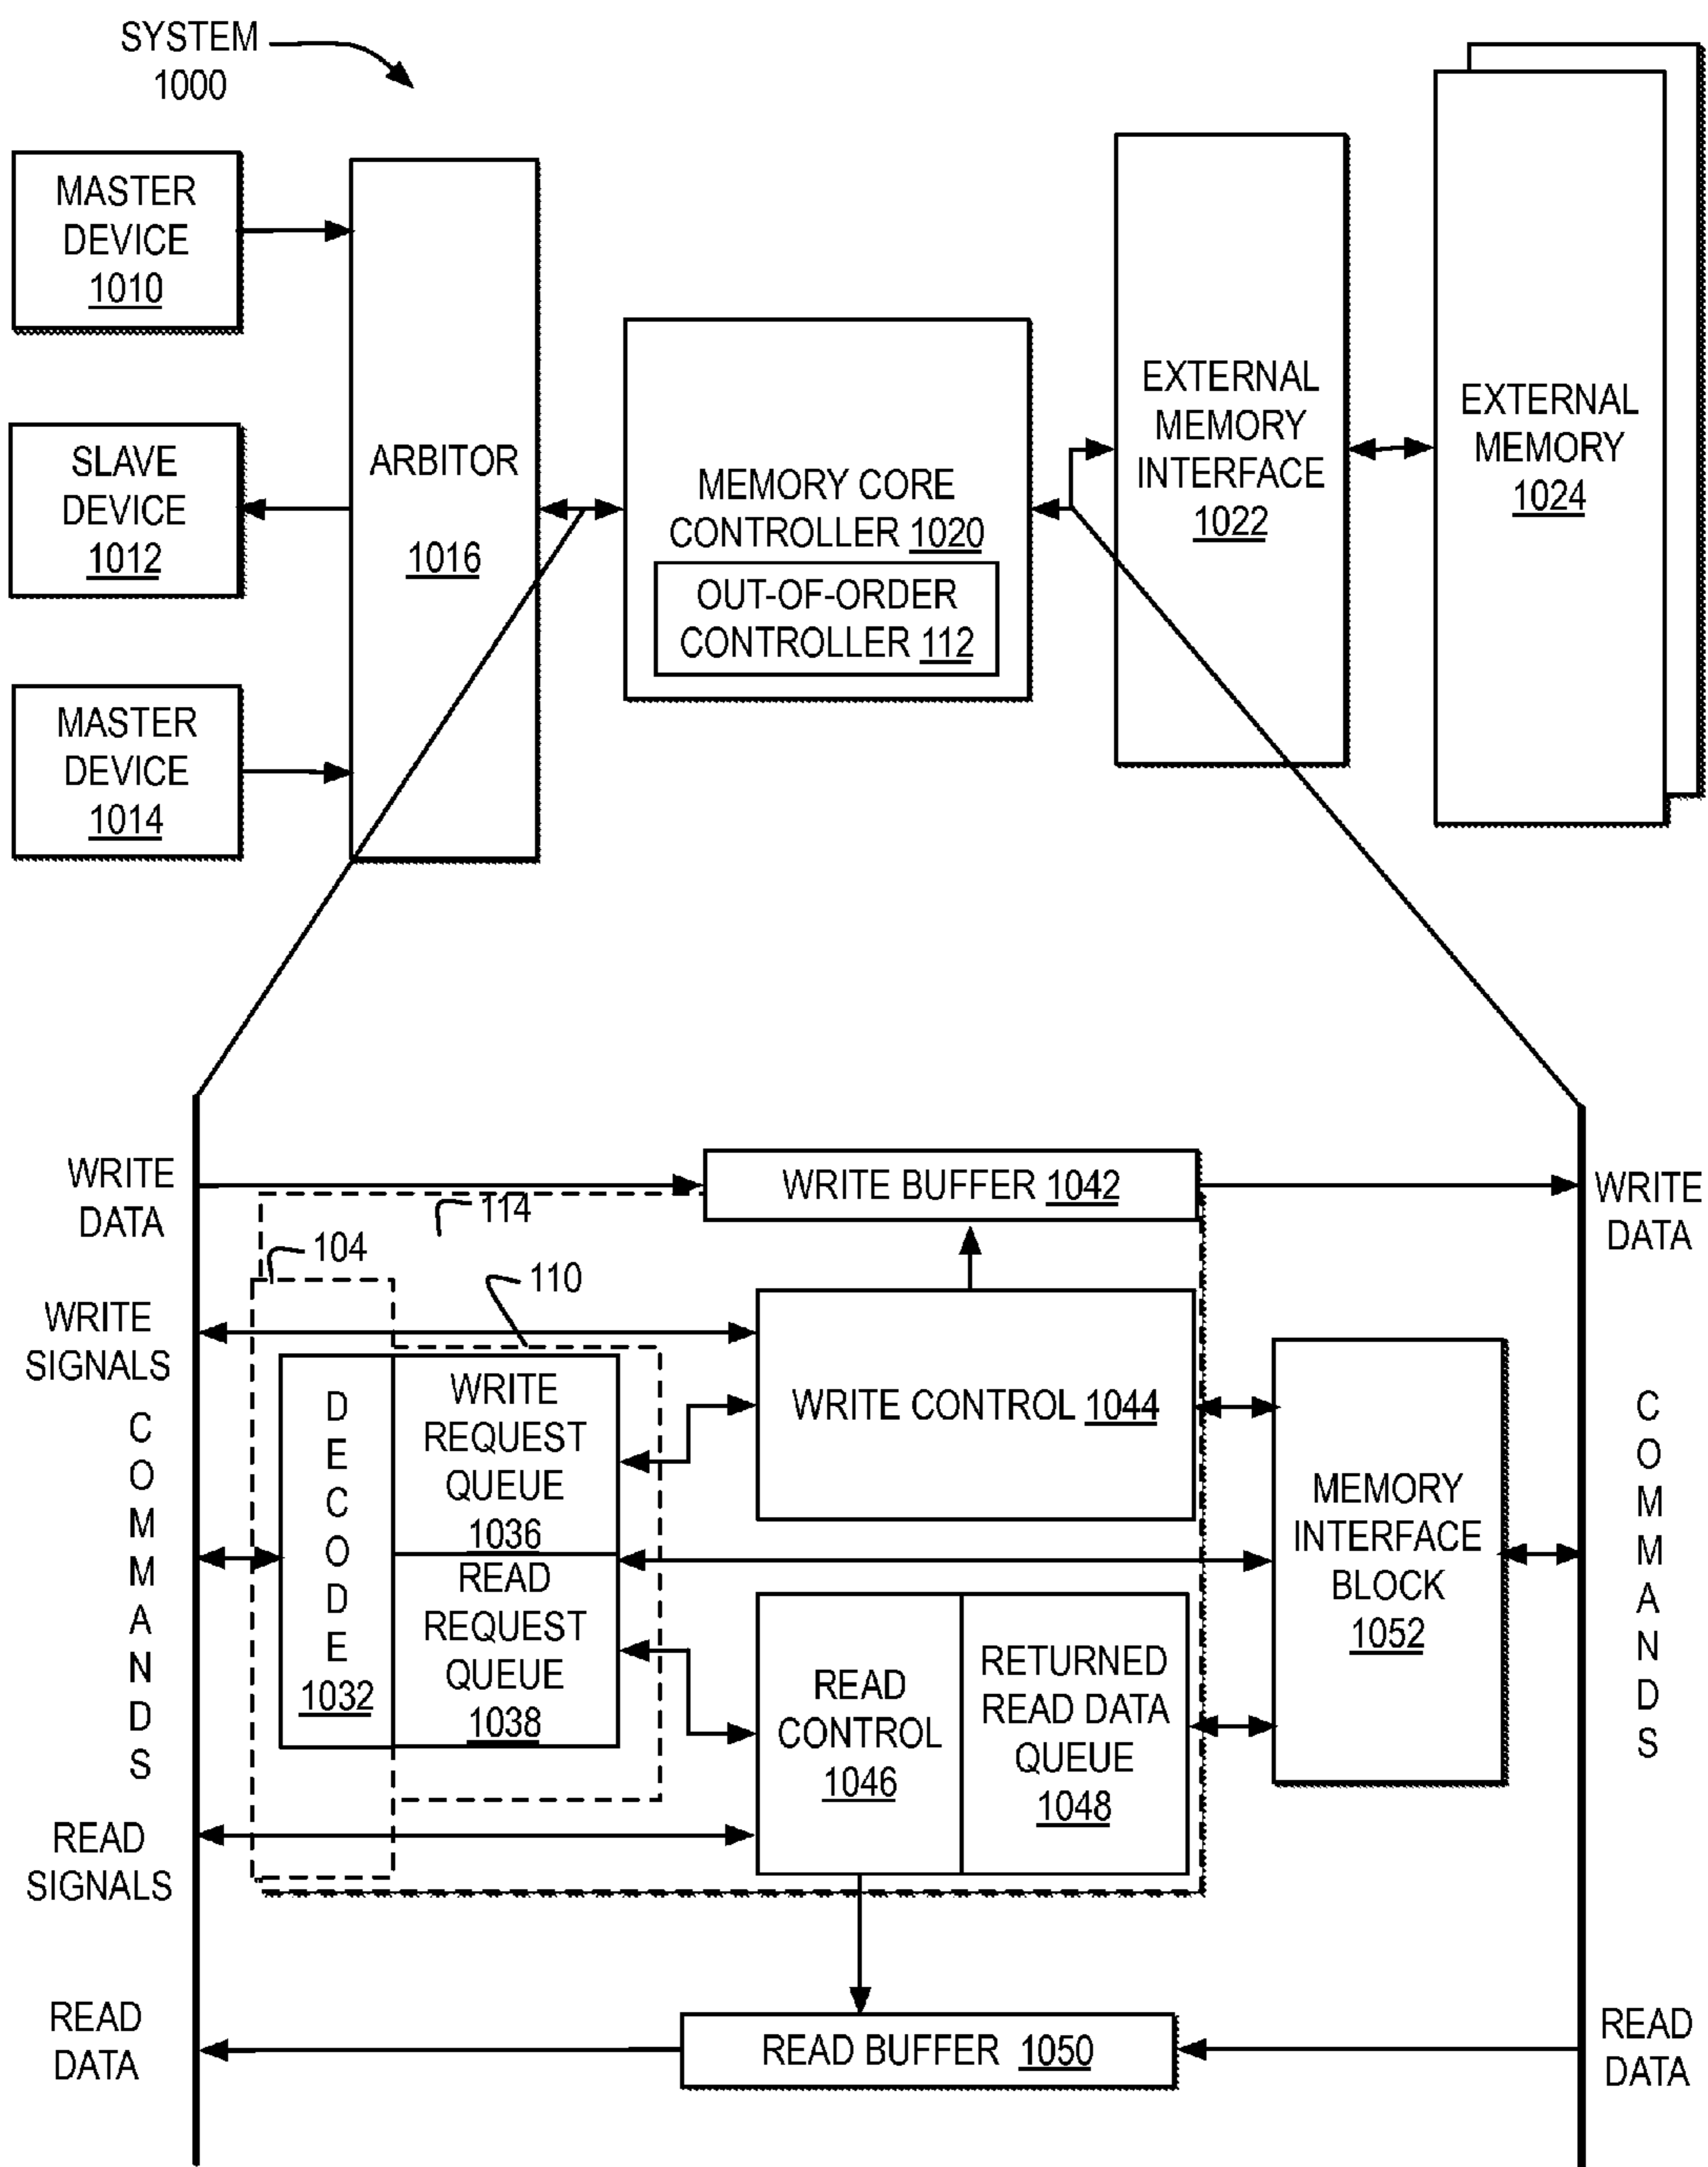 SYSTEM
1000
MASTER
DEVICE
1010
SLAVE
DEVICE
1012
MASTER
DEVICE
1014
ARBITOR
1016
MEMORY CORE
CONTROLLER 1020
OUT-OF-ORDER
CONTROLLER 112
EXTERNAL
MEMORY
INTERFACE
1022
EXTERNAL
MEMORY
1024
WRITE
DATA
WRITE
SIGNALS
C
O
M
M
A
N
D
S
READ
SIGNALS
READ
DATA
114
104
110
WRITE BUFFER 1042
D
E
C
O
D
E
1032
WRITE
REQUEST
QUEUE
1036
READ
REQUEST
QUEUE
1038
WRITE CONTROL 1044
READ
CONTROL
1046
RETURNED
READ DATA
QUEUE
1048
MEMORY
INTERFACE
BLOCK
1052
READ BUFFER 1050
WRITE
DATA
C
O
M
M
A
N
D
S
READ
DATA